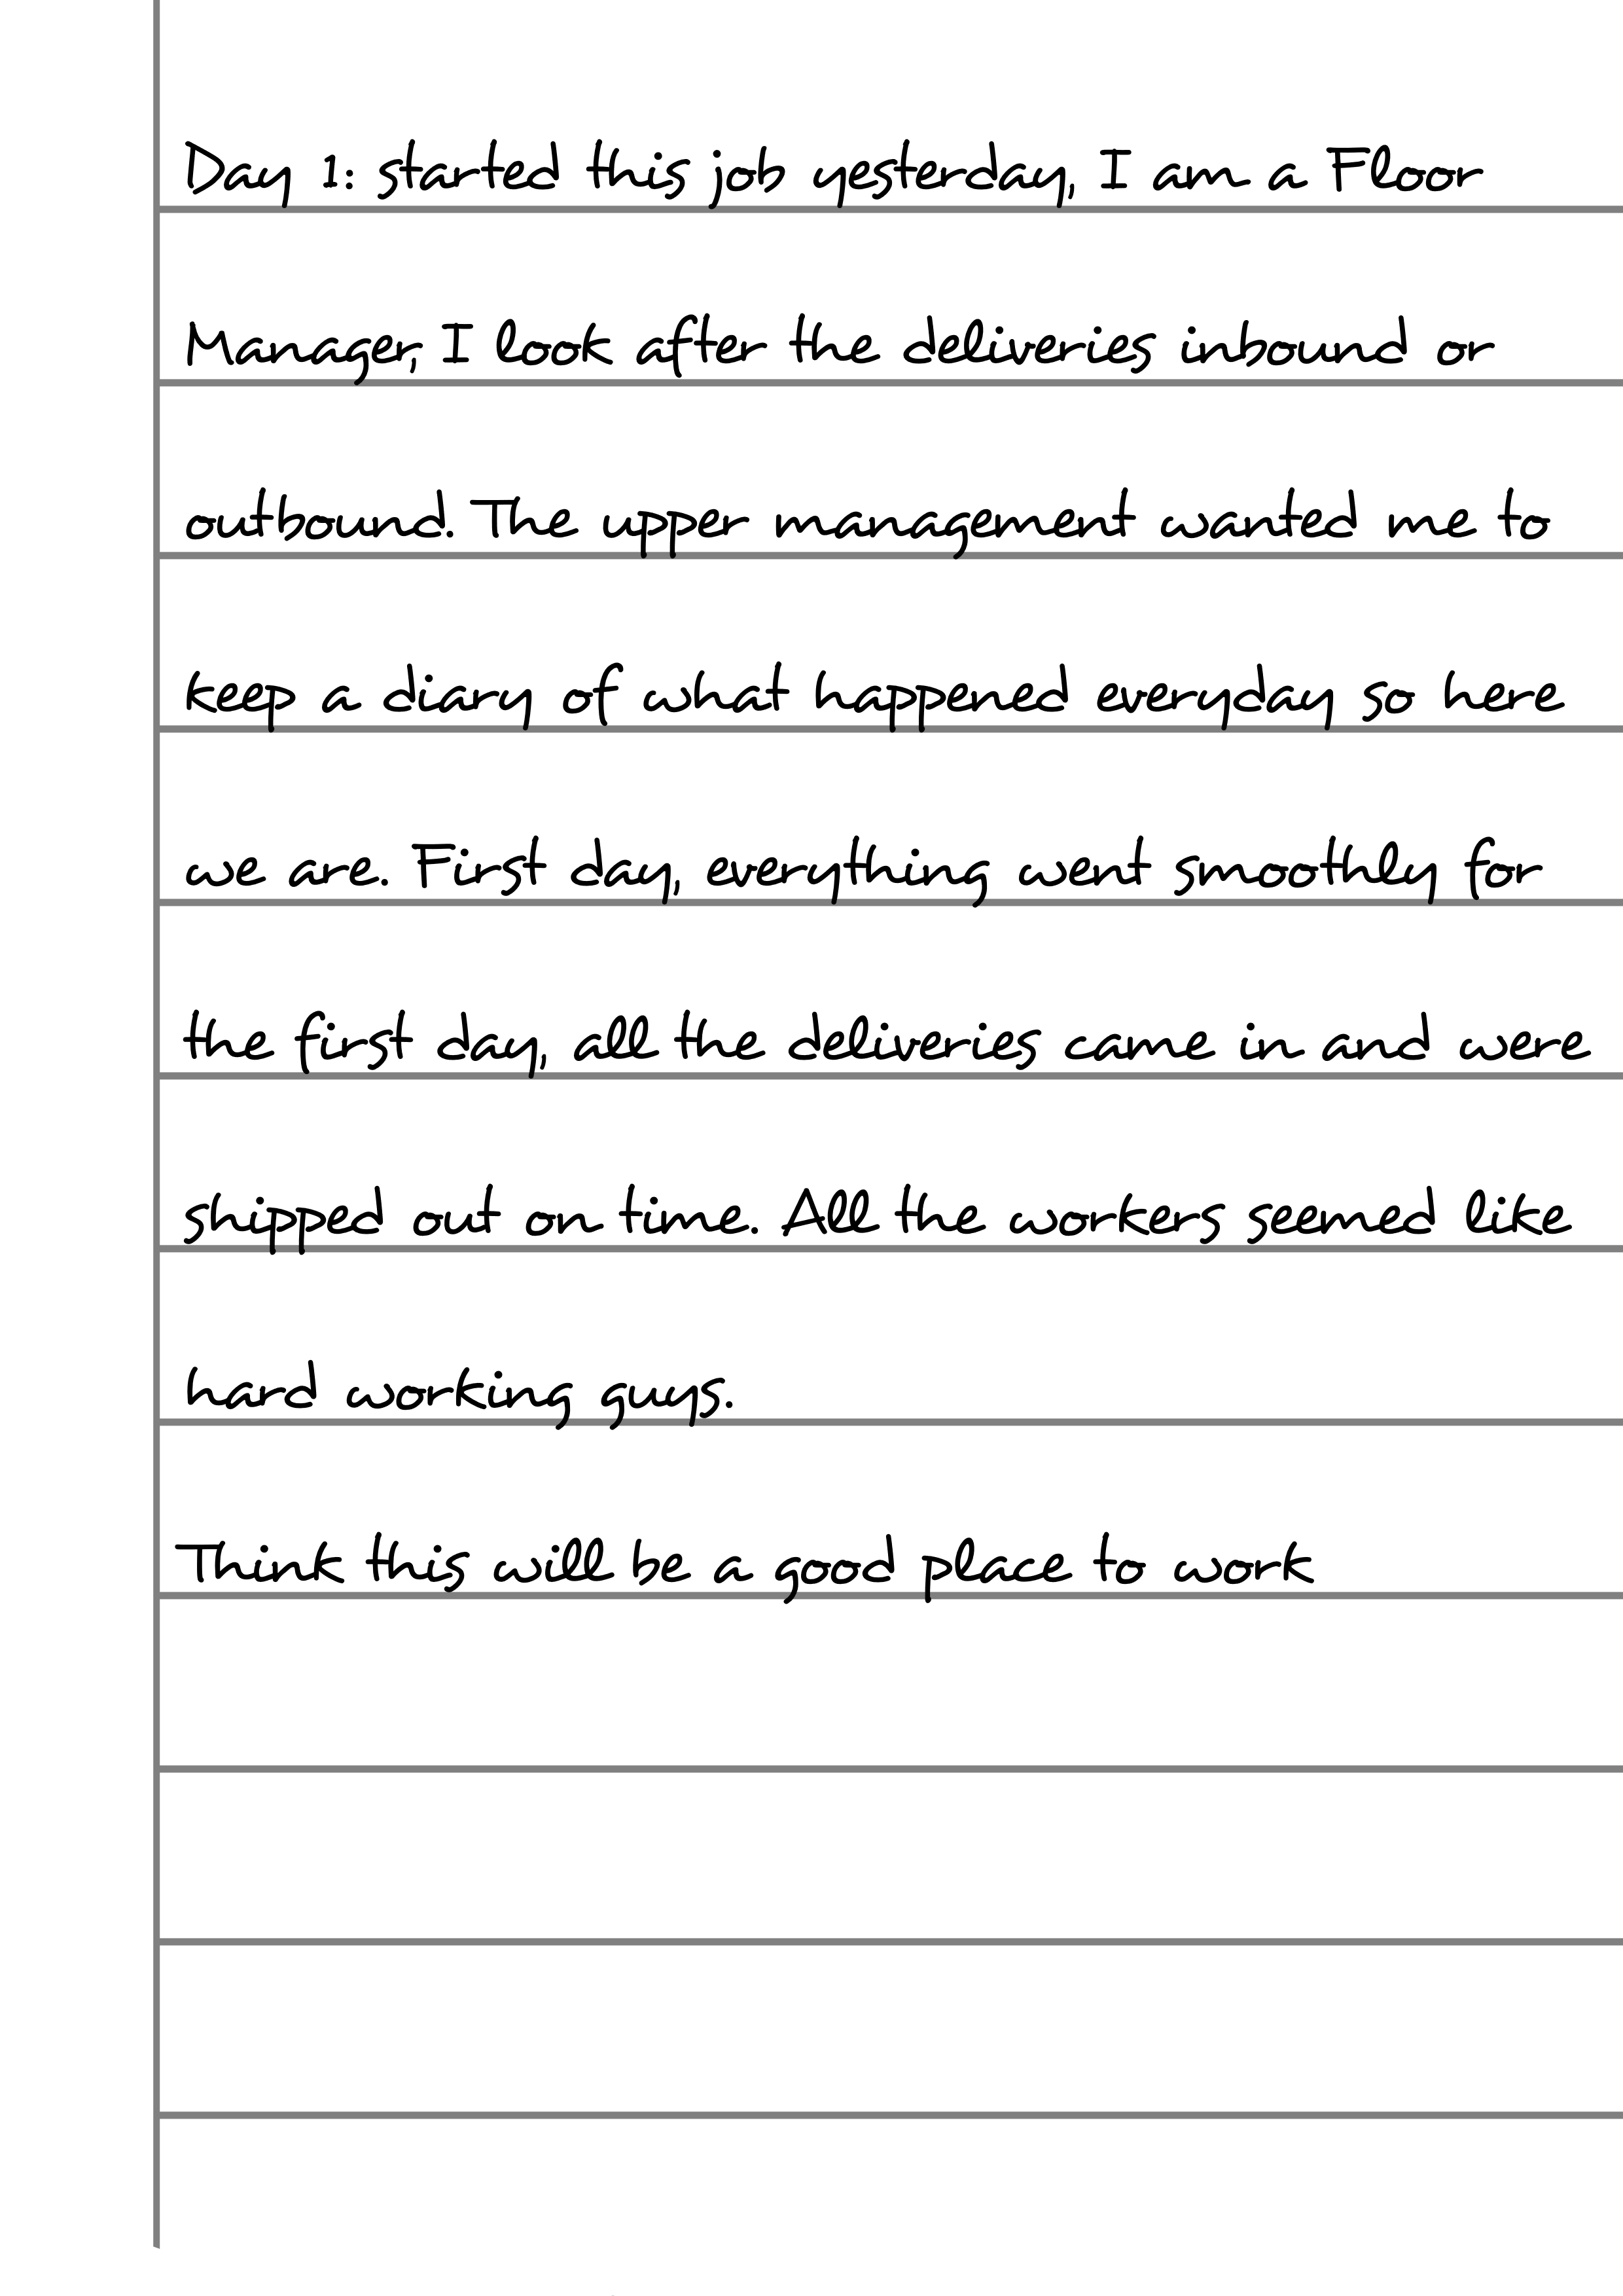 Day 1: started this job yesterday, I am a Floor
Manager, I look after the deliveries inbound or
outbound. The upper management wanted me to
keep a diary of what happened everyday so here
we are. First day, everything went smoothly for
the first day, all the deliveries came in and were
shipped out on time. All the workers seemed like
hard working guys.
Think this will be a good place to work